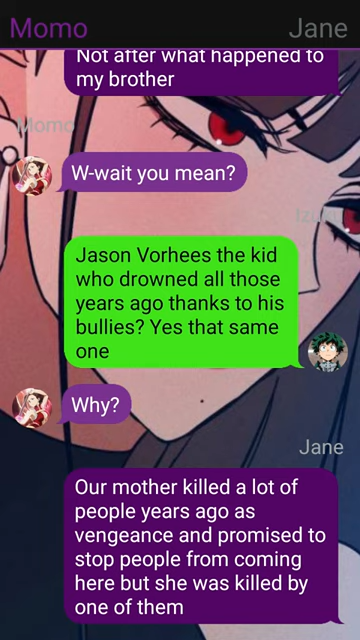 Momo
Jane
Not after what happened to
my brother
Momo
W-wait you mean?
Izuku
Jason Vorhees the kid
who drowned all those
years ago thanks to his
bullies? Yes that same
one
Why?
Jane
Our mother killed a lot of
people years ago as
vengeance and promised to
stop people from coming
here but she was killed by
one of them